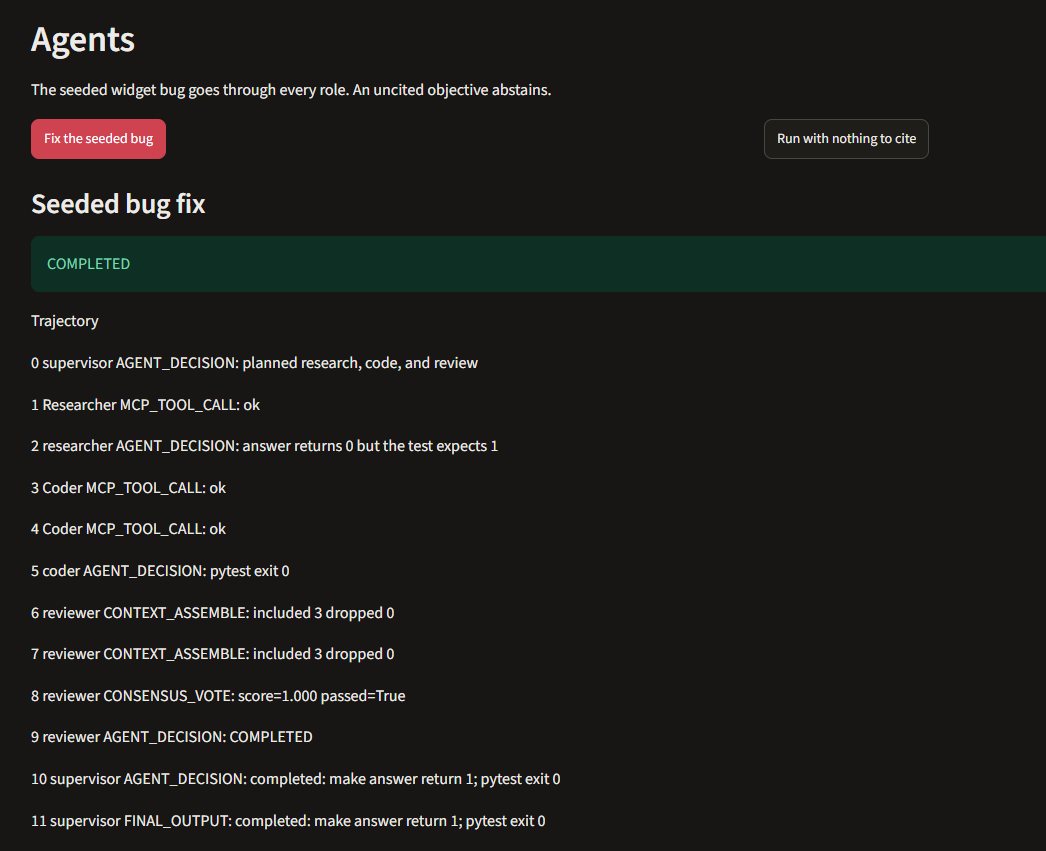 Agents
The seeded widget bug goes through every role. An uncited objective abstains.
Fix the seeded bug
Run with nothing to cite
Seeded bug fix
COMPLETED
Trajectory
0 supervisor AGENT_DECISION: planned research, code, and review
1 Researcher MCP_TOOL_CALL: ok
2 researcher AGENT_DECISION: answer returns 0 but the test expects 1
3 Coder MCP_TOOL_CALL: ok
4 Coder MCP_TOOL_CALL: ok
5 coder AGENT_DECISION: pytest exit 0
6 reviewer CONTEXT_ASSEMBLE: included 3 dropped 0
7 reviewer CONTEXT_ASSEMBLE: included 3 dropped 0
8 reviewer CONSENSUS_VOTE: score=1.000 passed=True
9 reviewer AGENT_DECISION: COMPLETED
10 supervisor AGENT_DECISION: completed: make answer return 1; pytest exit 0
11 supervisor FINAL_OUTPUT: completed: make answer return 1; pytest exit 0